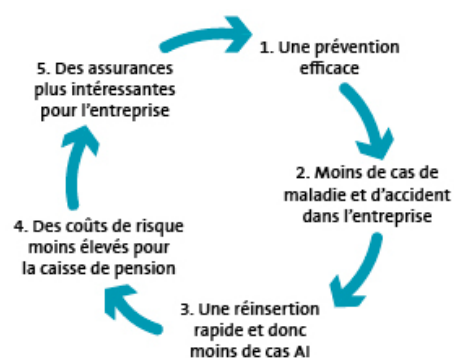 1. Une prévention
efficace
2. Moins de cas de
maladie et d'accident
dans l'entreprise
3. Une réinsertion
rapide et donc
moins de cas AI
4. Des coûts de risque
moins élevés pour
la caisse de pension
5. Des assurances
plus intéressantes
pour l'entreprise